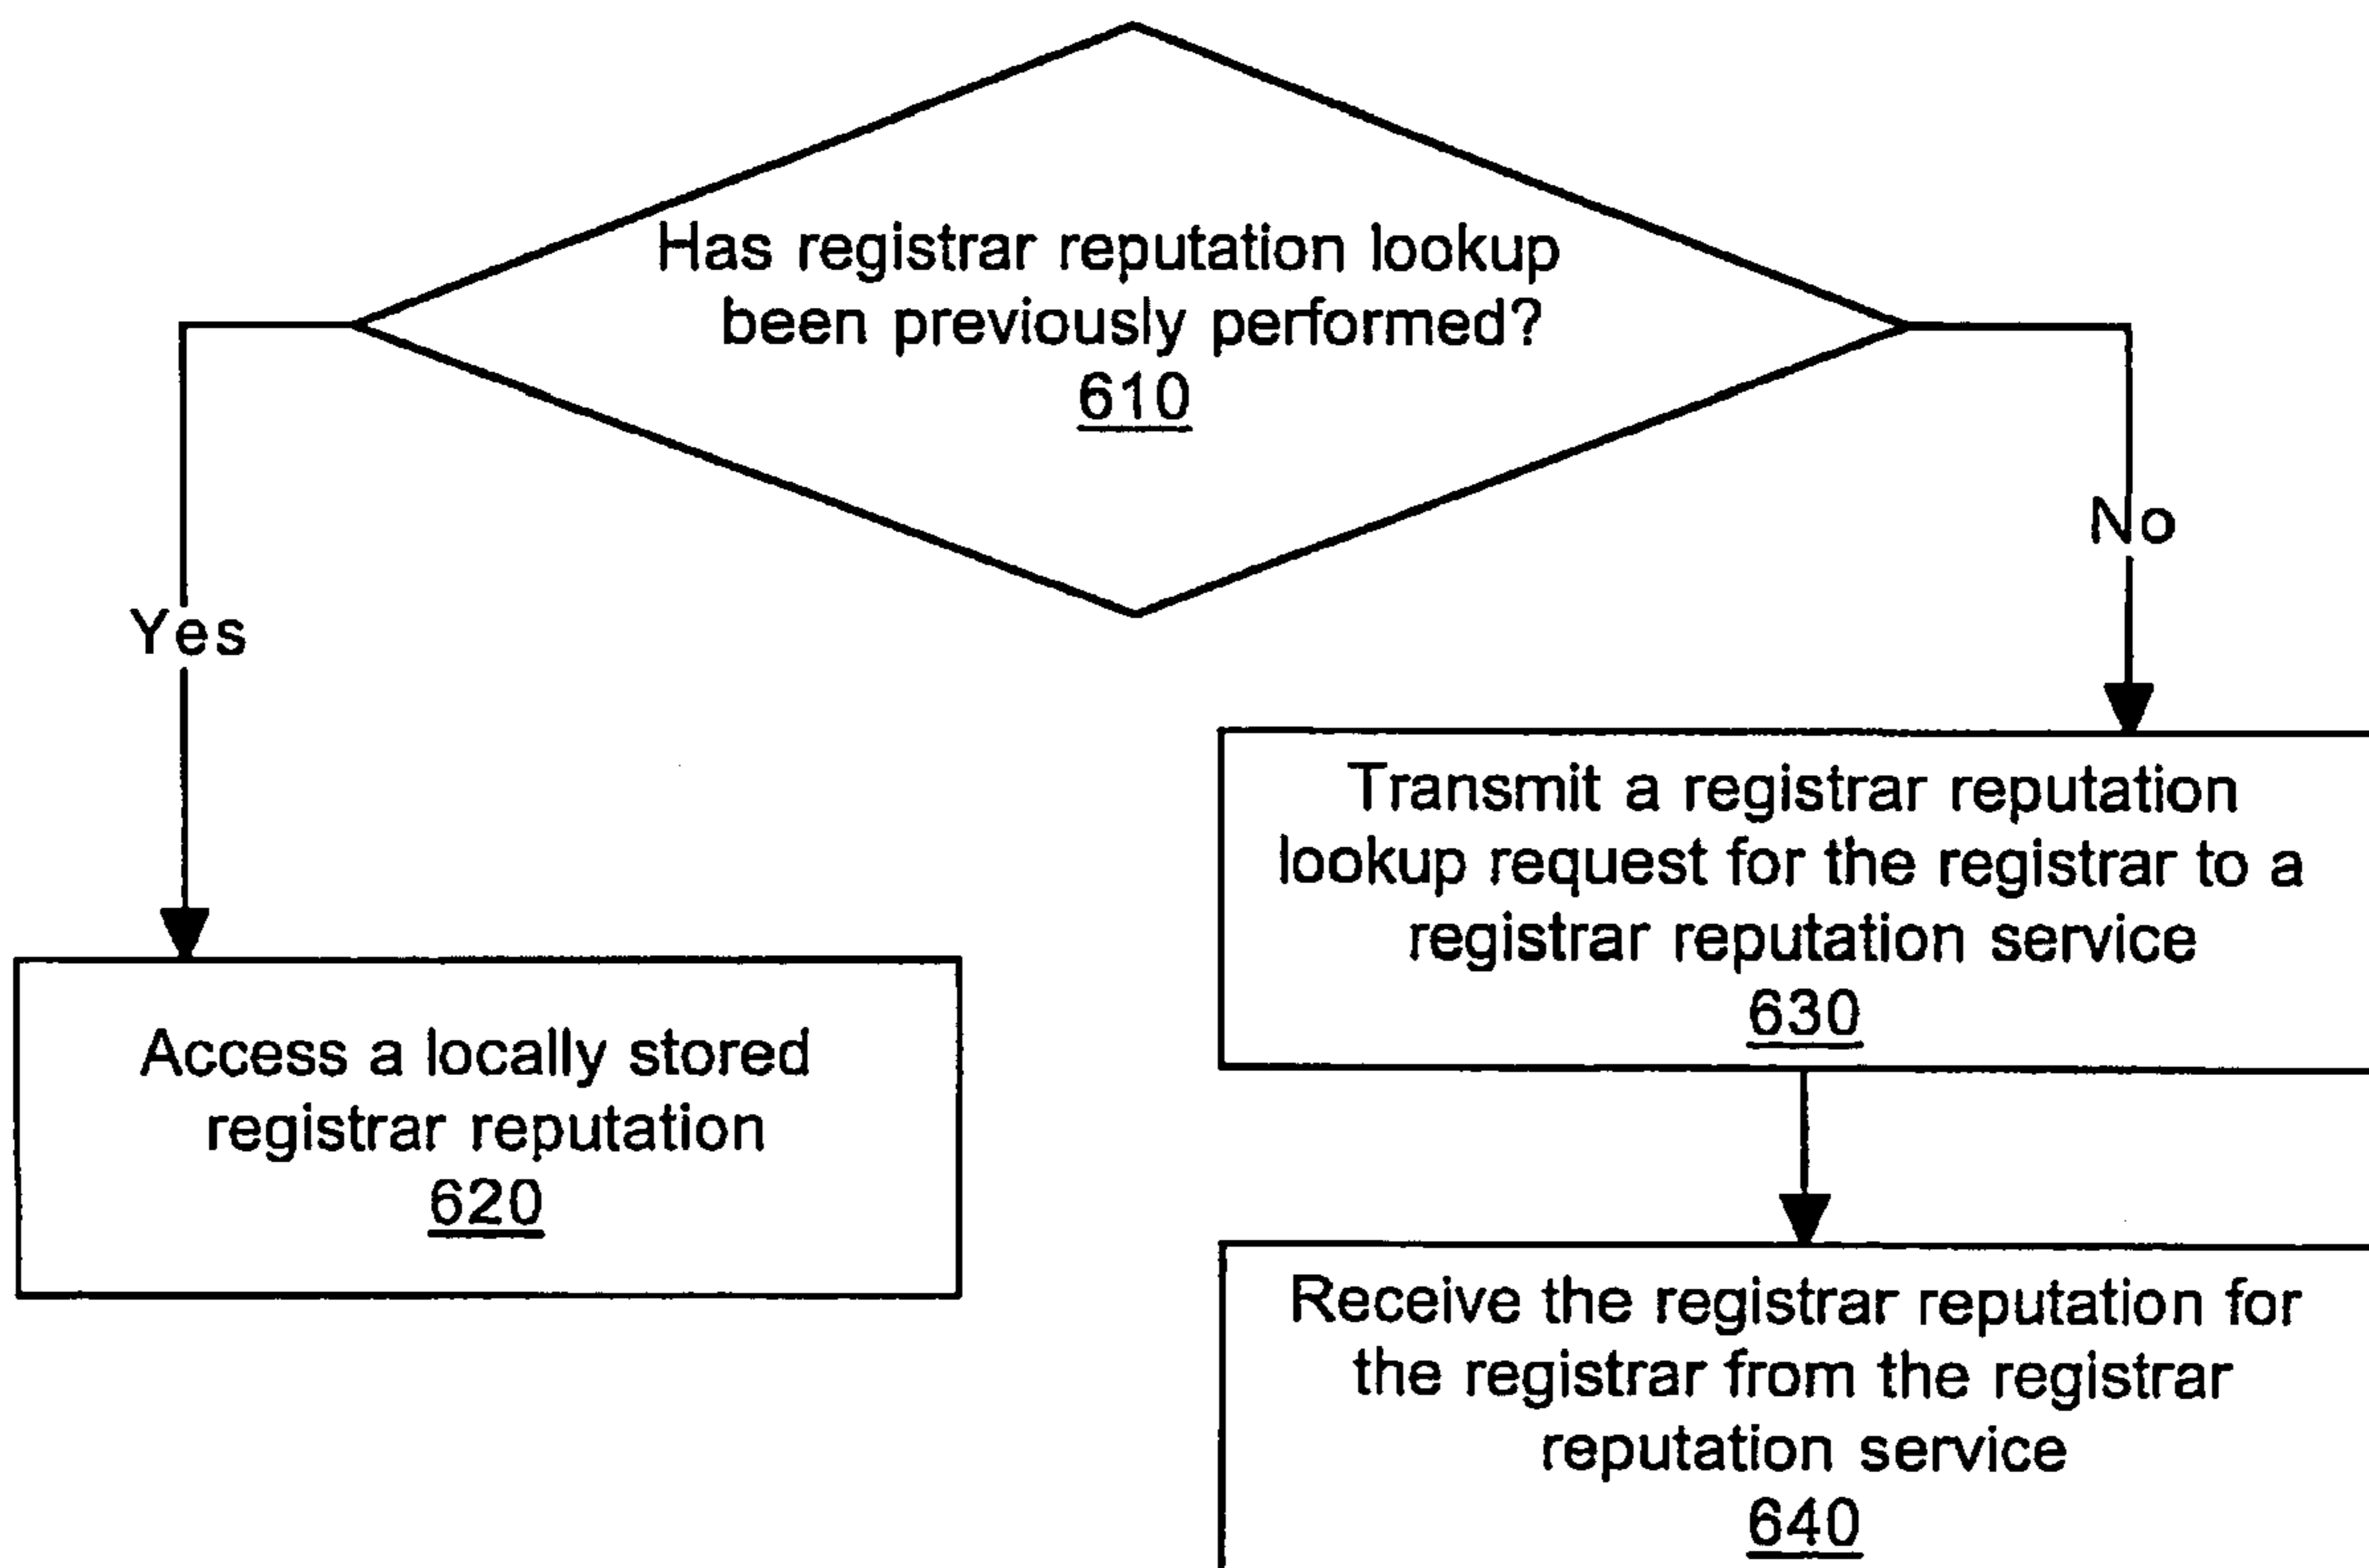 Has registrar reputation lookup
been previously performed?
610
No
Yes
Transmit a registrar reputation
lookup request for the registrar to a
registrar reputation service
630
Access a locally stored
registrar reputation
620
Receive the registrar reputation for
the registrar from the registrar
reputation service
640